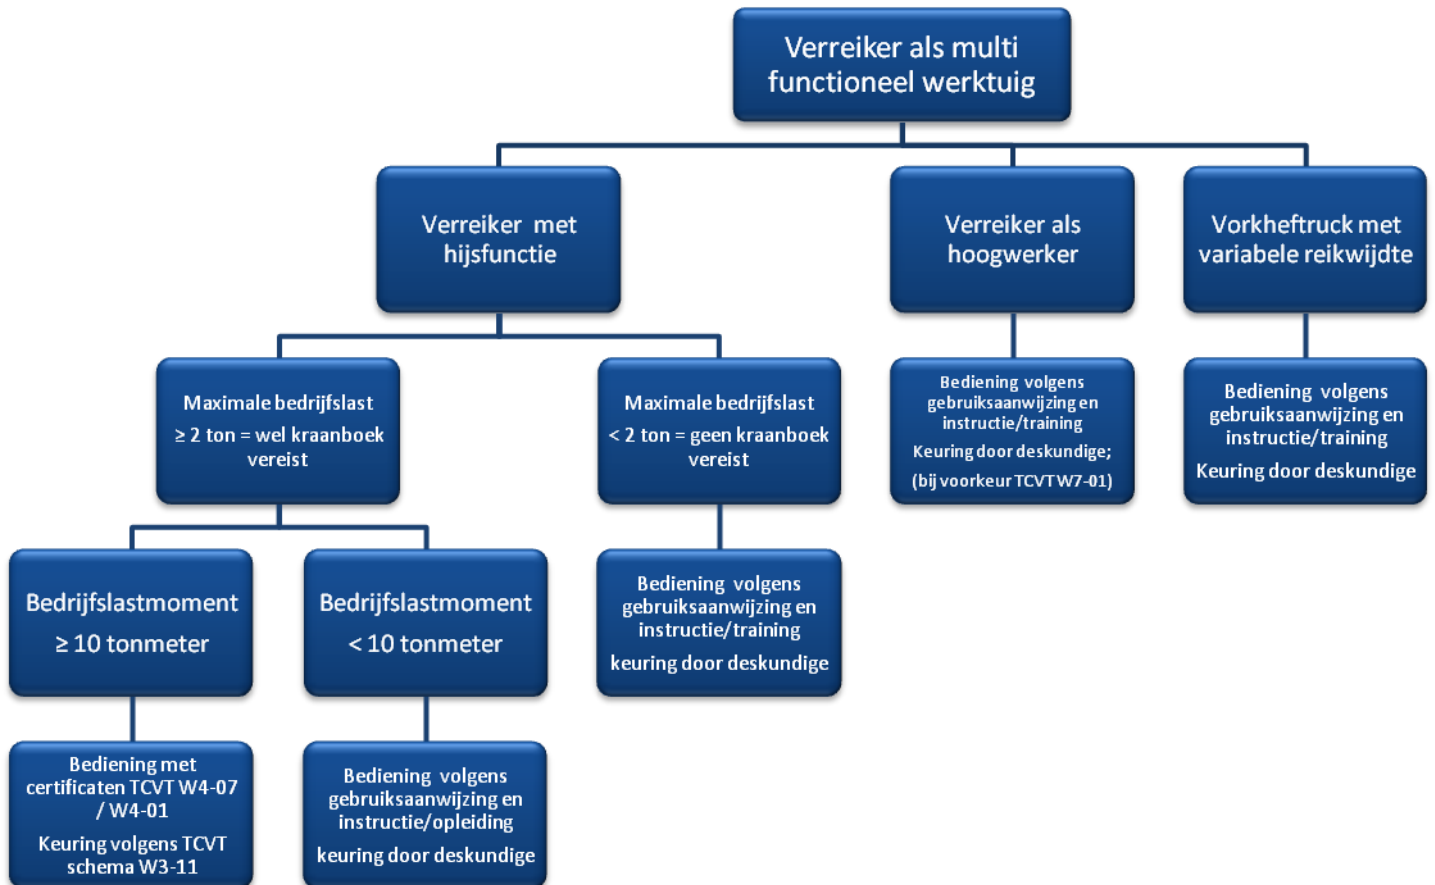 Verreiker als multi
functioneel werktuig
Verreiker met
hijsfunctie
Verreiker als
hoogwerker
Vorkheftruck met
variabele reikwijdte
Maximale bedrijfslast
≥ 2 ton = wel kraanboek
vereist
Maximale bedrijfslast
< 2 ton = geen kraanboek
vereist
Bediening volgens
gebruiksaanwijzing en
instructie/training
Keuring door deskundige;
(bij voorkeur TCVT W7-01)
Bediening volgens
gebruiksaanwijzing en
instructie/training
Keuring door deskundige
Bedrijfslastmoment
≥ 10 tonmeter
Bedrijfslastmoment
< 10 tonmeter
Bediening volgens
gebruiksaanwijzing en
instructie/training
keuring door deskundige
Bediening met
certificaten TCVT W4-07
/ W4-01
Keuring volgens TCVT
schema W3-11
Bediening volgens
gebruiksaanwijzing en
instructie/opleiding
keuring door deskundige